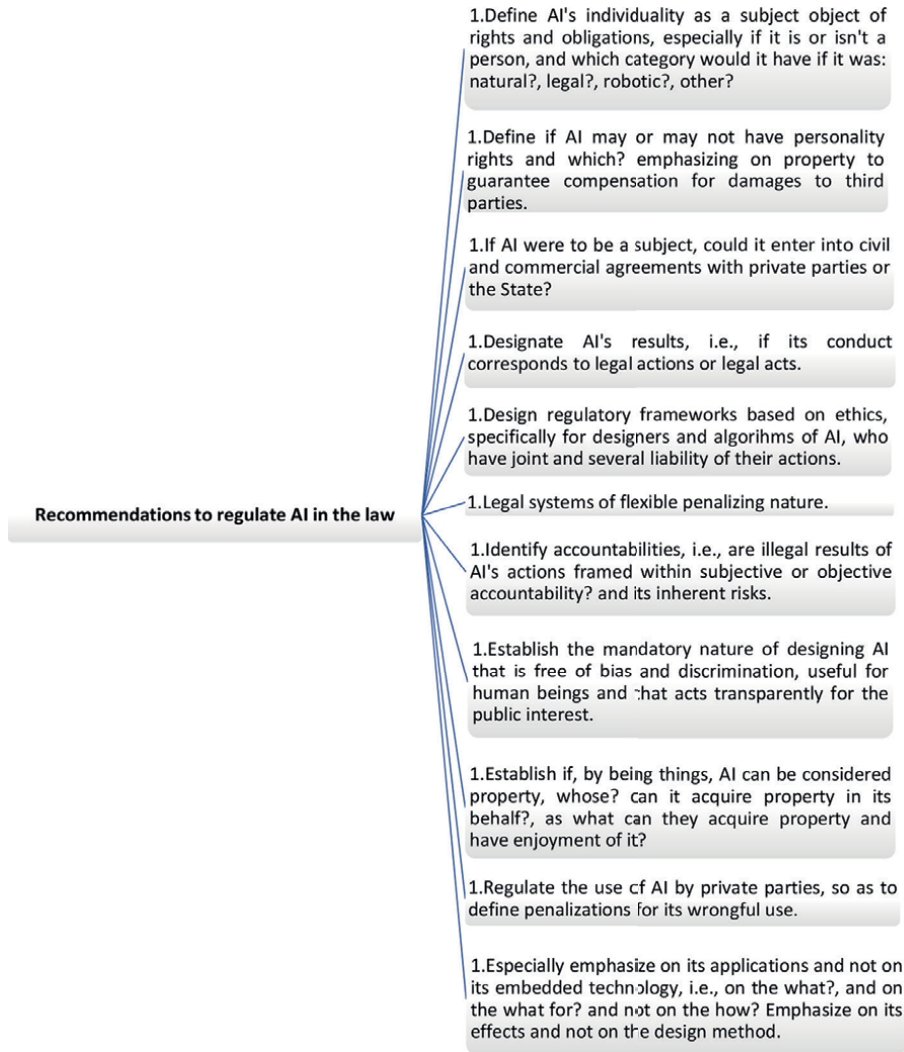 1.Define AI's individuality as a subject object of
rights and obligations, especially if it is or isn't a
person, and which category would it have if it was:
natural?, legal?, robotic?, other?
1.Define if AI may or may not have personality
rights and which? emphasizing on property to
guarantee compensation for damages to third
parties.
1.If AI were to be a subject, could it enter into civil
and commercial agreements with private parties or
the State?
1.Designate AI's results, i.e., if its conduct
corresponds to legal actions or legal acts.
1.Design regulatory frameworks based on ethics,
specifically for designers and algorihms of AI, who
have joint and several liability of their actions.
Recommendations to regulate AI in the law
1.Legal systems of flexible penalizing nature.
1.Identify accountabilities, i.e., are illegal results of
AI's actions framed within subjective or objective
accountability? and its inherent risks.
1.Establish the mandatory nature of designing AI
that is free of bias and discrimination, useful for
human beings and that acts transparently for the
public interest.
1.Establish if, by being things, AI can be considered
property, whose? can it acquire property in its
behalf?, as what can they acquire property and
have enjoyment of it?
1.Regulate the use of AI by private parties, so as to
define penalizations for its wrongful use.
1.Especially emphasize on its applications and not on
its embedded technology, i.e., on the what?, and on
the what for? and not on the how? Emphasize on its
effects and not on the design method.